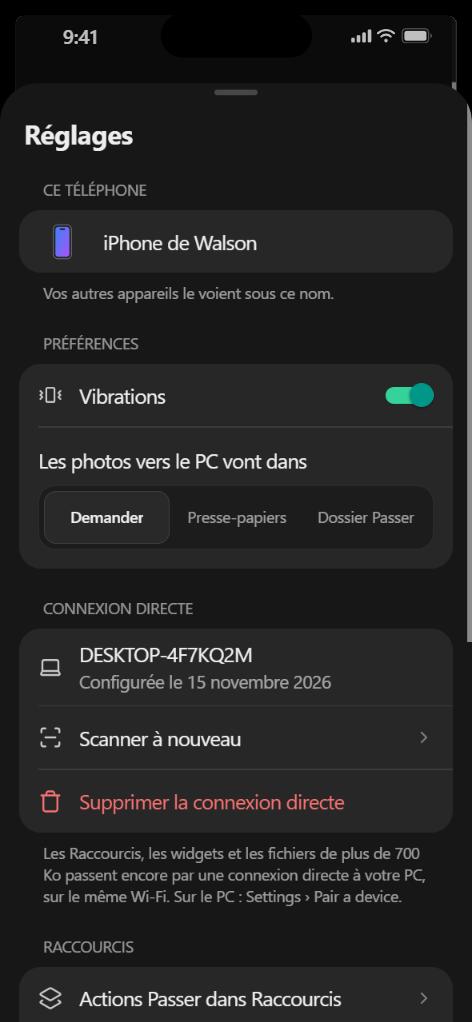 9:41
Réglages
CE TÉLÉPHONE
iPhone de Walson
Vos autres appareils le voient sous ce nom.
PRÉFÉRENCES
Vibrations
Les photos vers le PC vont dans
Demander
Presse-papiers
Dossier Passer
CONNEXION DIRECTE
DESKTOP-4F7KQ2M
Configurée le 15 novembre 2026
Scanner à nouveau
Supprimer la connexion directe
Les Raccourcis, les widgets et les fichiers de plus de 700
Ko passent encore par une connexion directe à votre PC,
sur le même Wi-Fi. Sur le PC : Settings › Pair a device.
RACCOURCIS
Actions Passer dans Raccourcis